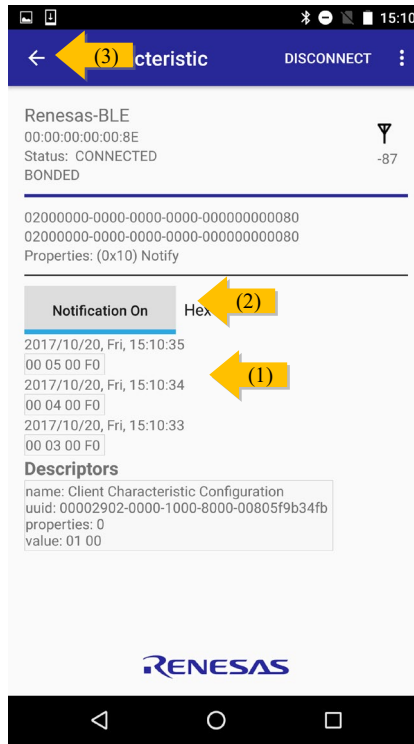 15:10
(3) cteristic DISCONNECT
Renesas-BLE
00:00:00:00:00:8E
Status: CONNECTED
-87
BONDED
02000000-0000-0000-0000-000000000080
02000000-0000-0000-0000-000000000080
Properties: (0x10) Notify
Notification On Hex (2)
2017/10/20, Fri, 15:10:35
00 05 00 F0
(1)
2017/10/20, Fri, 15:10:34
00 04 00 F0
2017/10/20, Fri, 15:10:33
00 03 00 F0
Descriptors
name: Client Characteristic Configuration
uuid: 00002902-0000-1000-8000-00805f9b34fb
properties: 0
value: 01 00
RENESAS